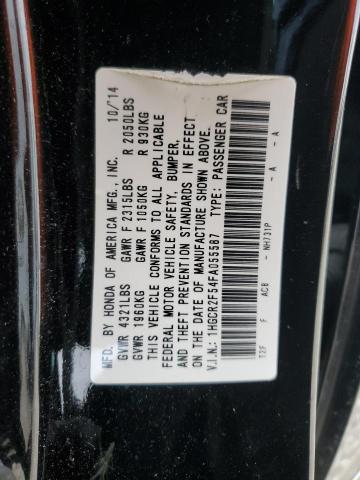 MFD. BY HONDA OF AMERICA MFG., INC. 10/14
GVWR 4321LBS GAWR F 2315LBS R 2050LBS
GVWR 1960KG GAWR F 1050KG R 930KG
THIS VEHICLE CONFORMS TO ALL APPLICABLE
FEDERAL MOTOR VEHICLE SAFETY, BUMPER,
AND THEFT PREVENTION STANDARDS IN EFFECT
ON THE DATE OF MANUFACTURE SHOWN ABOVE.
V.I.N.: 1HGCR2F54FA055587 TYPE: PASSENGER CAR
T2F F ACB - NH731P - A - A